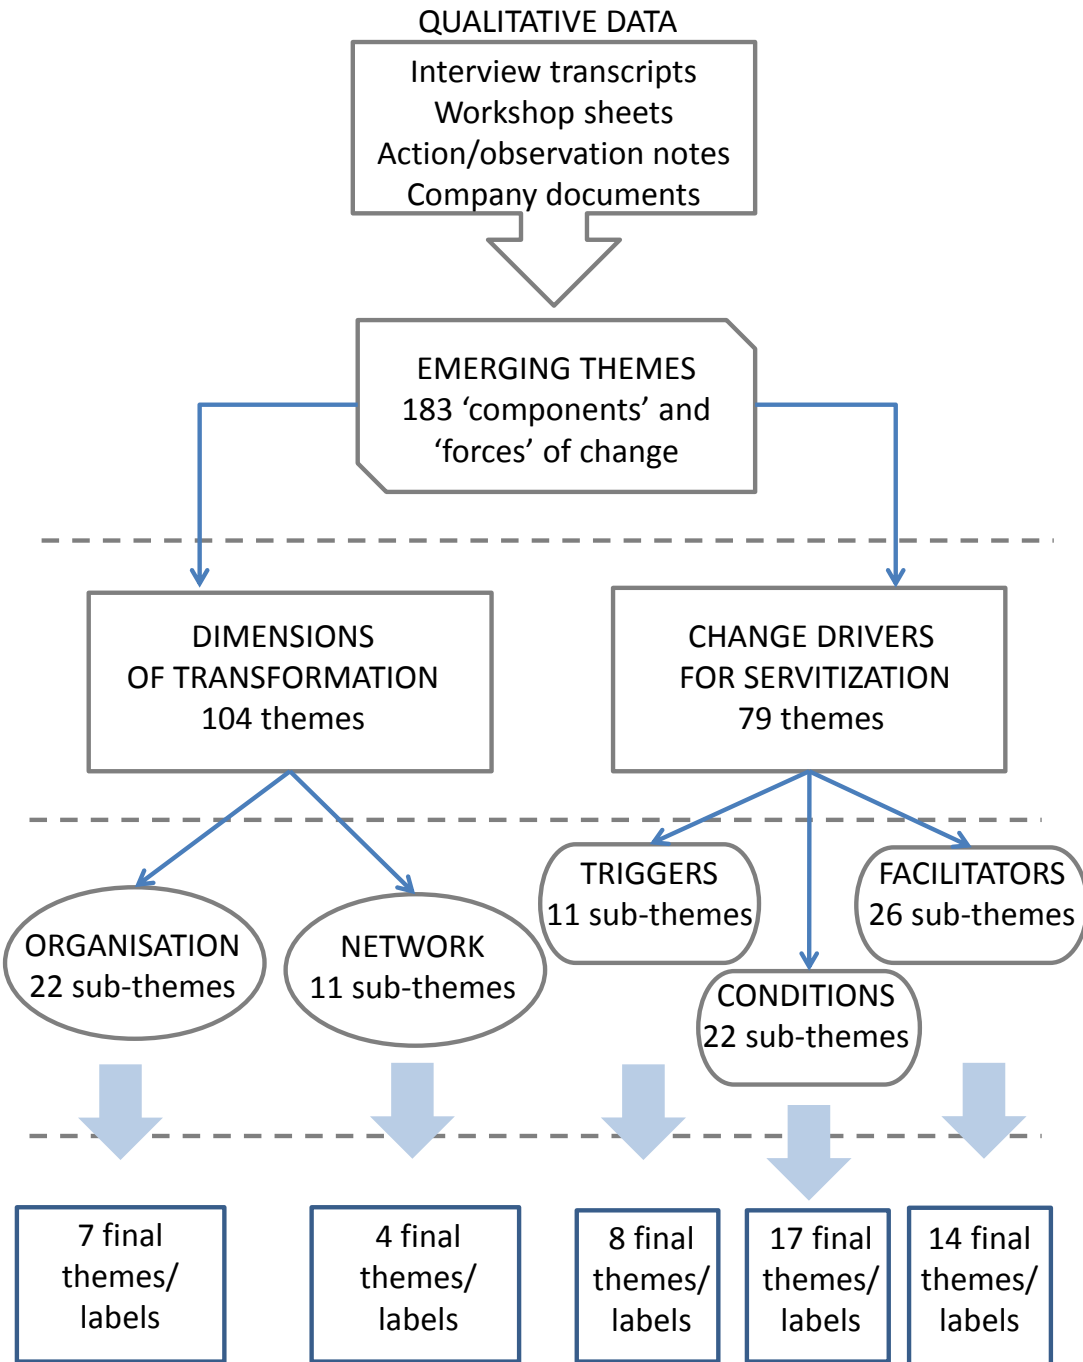 QUALITATIVE DATA
Interview transcripts
Workshop sheets
Action/observation notes
Company documents
EMERGING THEMES
183 ‘components’ and
‘forces’ of change
DIMENSIONS
OF TRANSFORMATION
104 themes
CHANGE DRIVERS
FOR SERVITIZATION
79 themes
ORGANISATION
22 sub-themes
NETWORK
11 sub-themes
TRIGGERS
11 sub-themes
CONDITIONS
22 sub-themes
FACILITATORS
26 sub-themes
7 final
themes/
labels
4 final
themes/
labels
8 final
themes/
labels
17 final
themes/
labels
14 final
themes/
labels